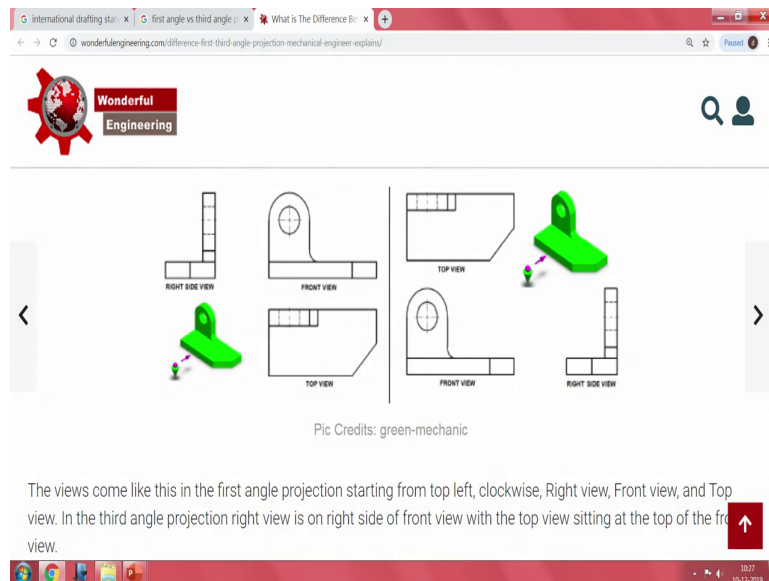 international drafting stan
first angle vs third angle p
What is The Difference Be
wonderfulengineering.com/difference-first-third-angle-projection-mechanical-engineer-explains/
Paused
d
Wonderful
Engineering
RIGHT SIDE VIEW
FRONT VIEW
TOP VIEW
TOP VIEW
FRONT VIEW
RIGHT SIDE VIEW
Pic Credits: green-mechanic
The views come like this in the first angle projection starting from top left, clockwise, Right view, Front view, and Top
view. In the third angle projection right view is on right side of front view with the top view sitting at the top of the fro
view.
10:27
10-12-2019